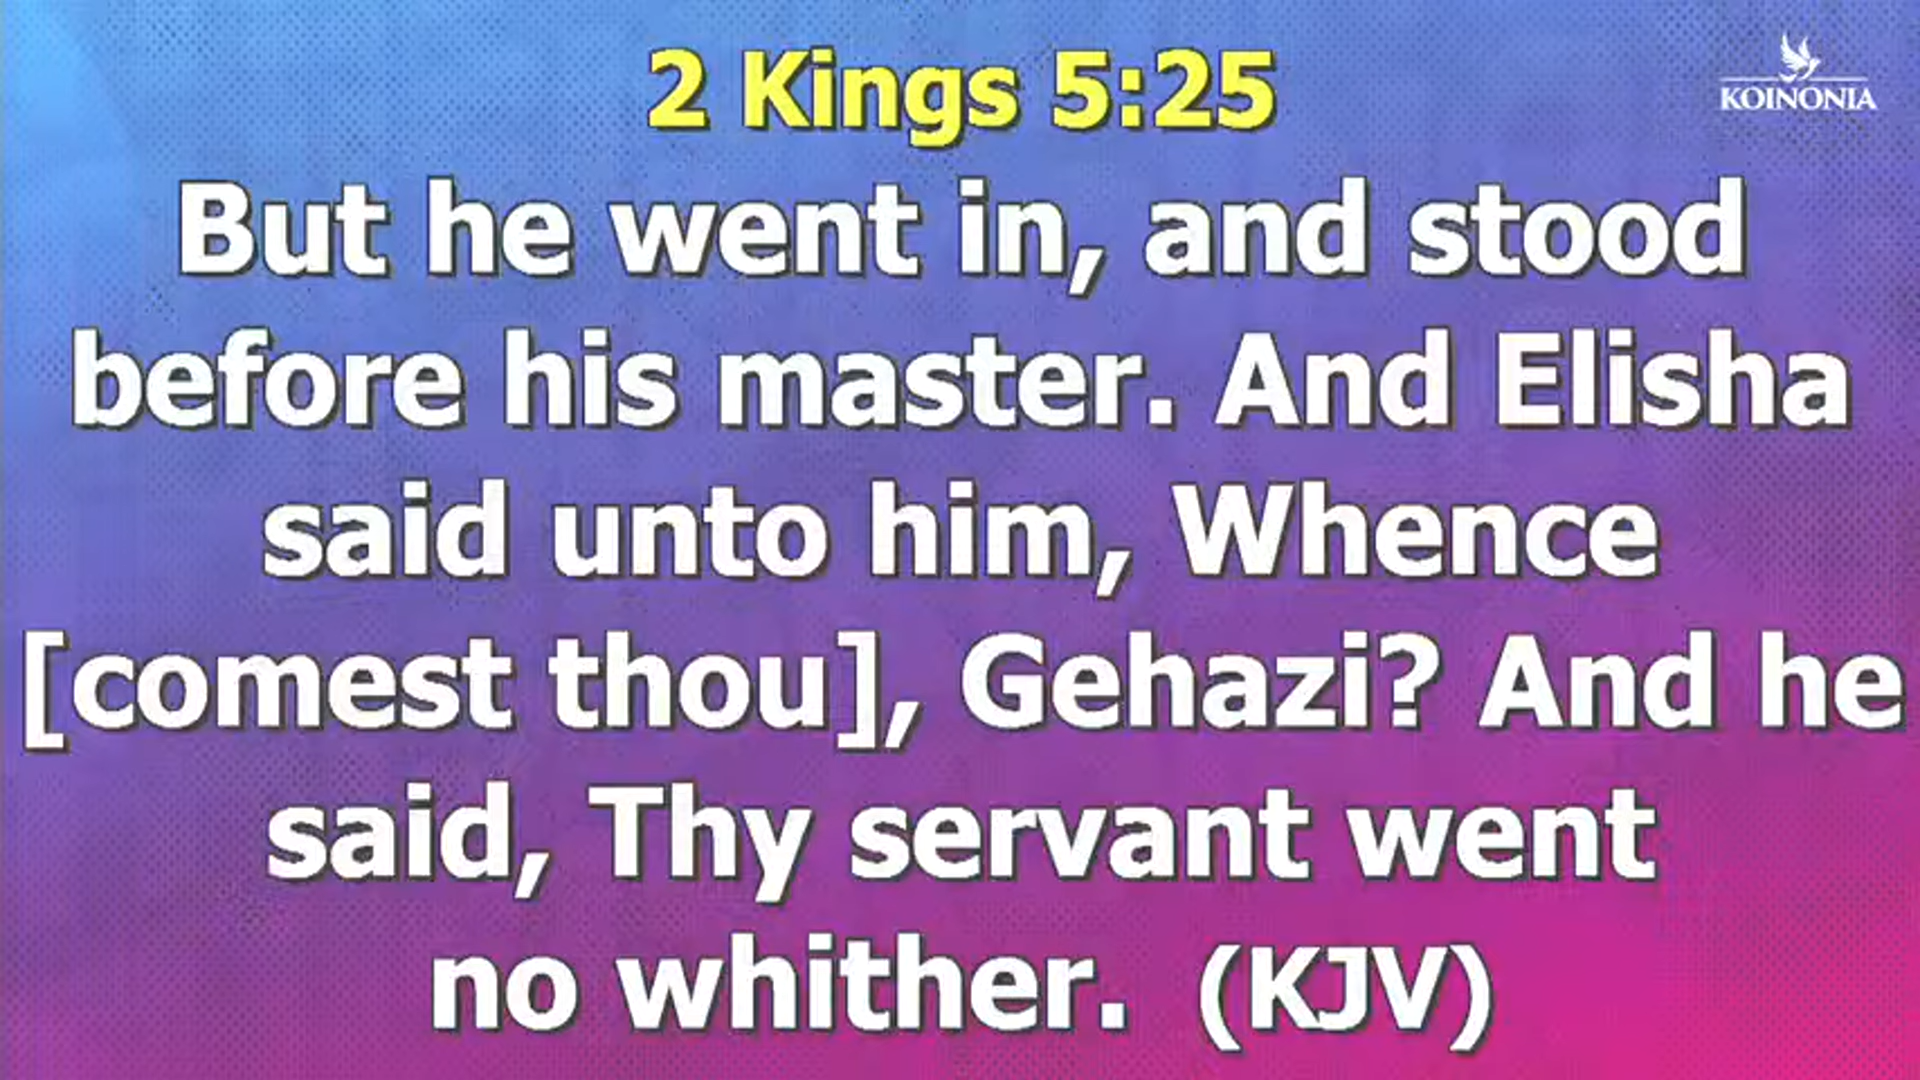 2 Kings 5:25
KOINONIA
But he went in, and stood
before his master. And Elisha
said unto him, Whence
[comest thou], Gehazi? And he
said, Thy servant went
no whither. (KJV)